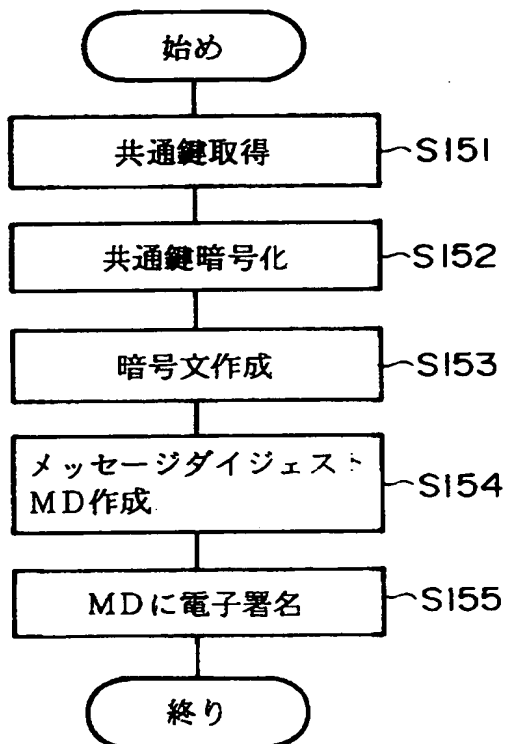 始め
共通鍵取得
S151
共通鍵暗号化
S152
暗号文作成
S153
メッセージダイジェスト
MD作成
S154
MDに電子署名
S155
終り